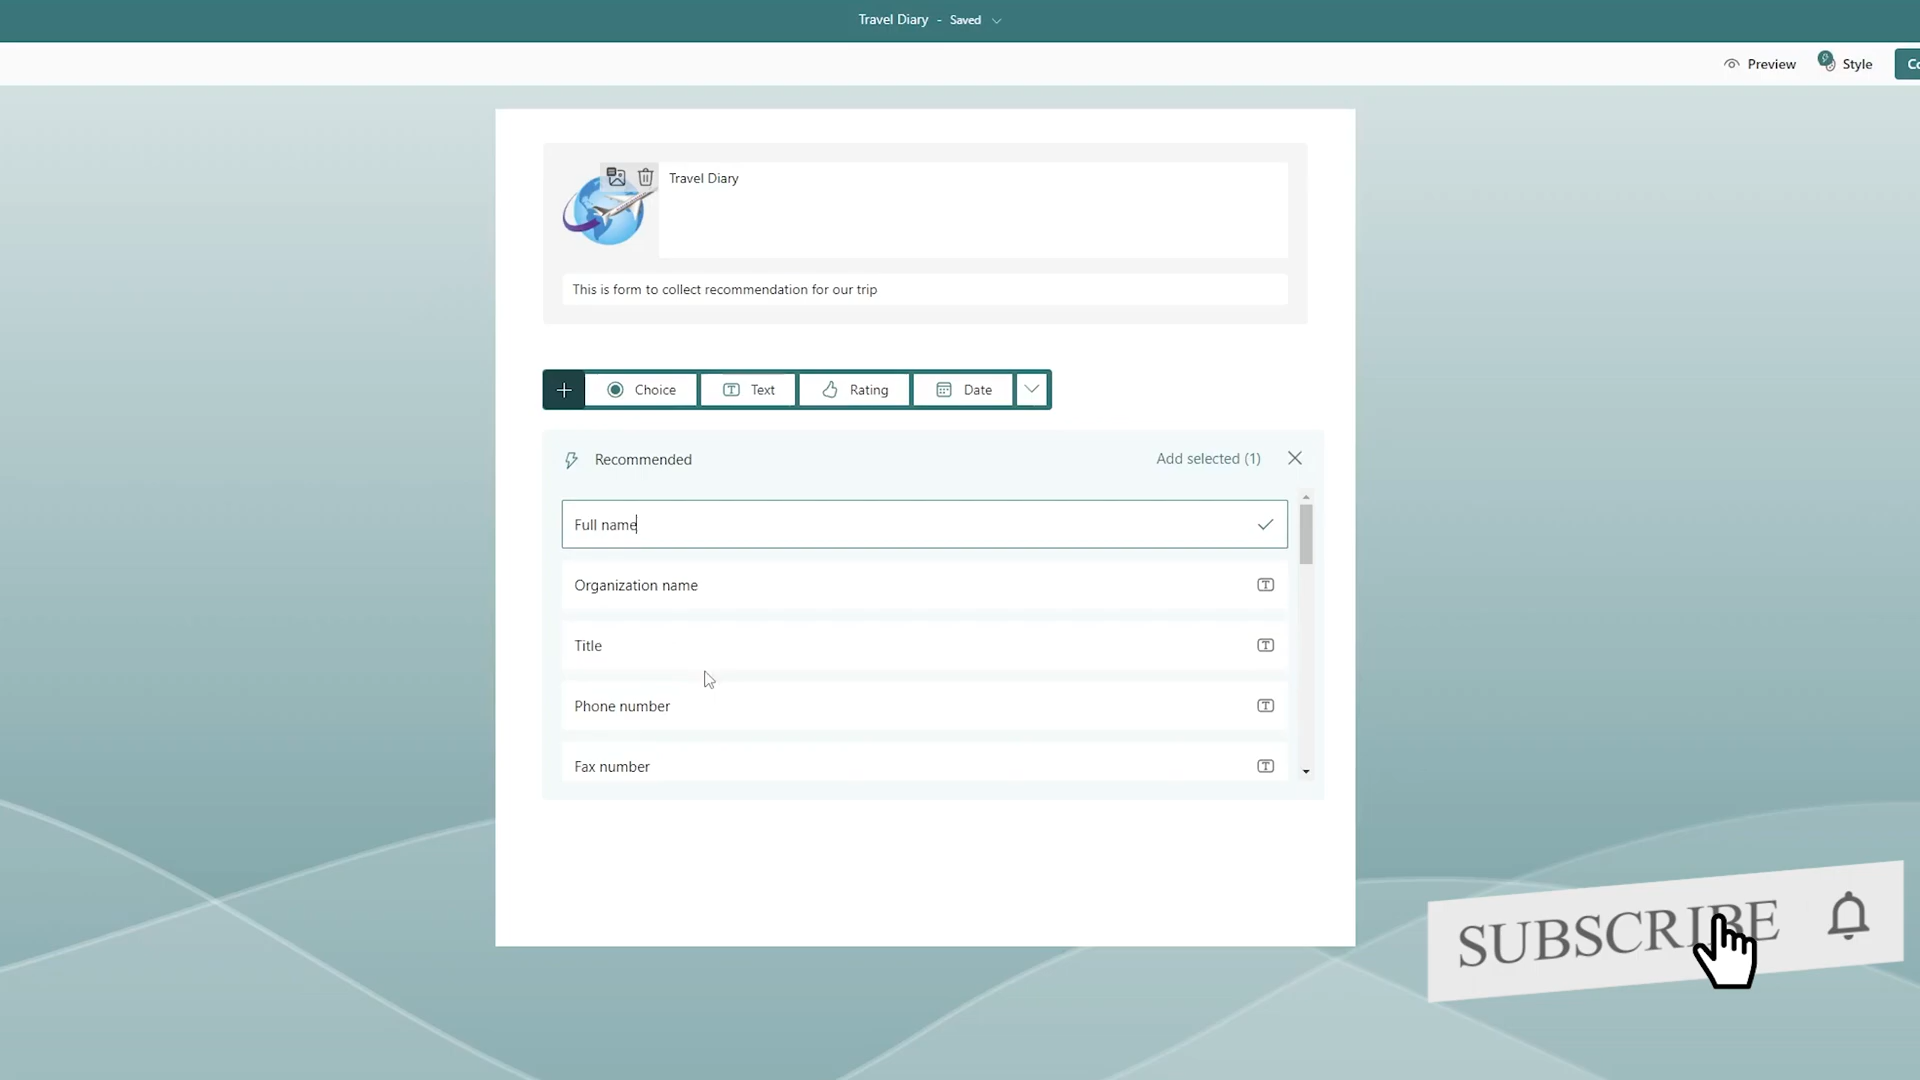 Travel Diary - Saved
Preview
Style
Co
Travel Diary
This is form to collect recommendation for our trip
Choice
Text
Rating
Date
Recommended
Add selected (1)
Full name
Organization name
Title
Phone number
Fax number
SUBSCRIBE